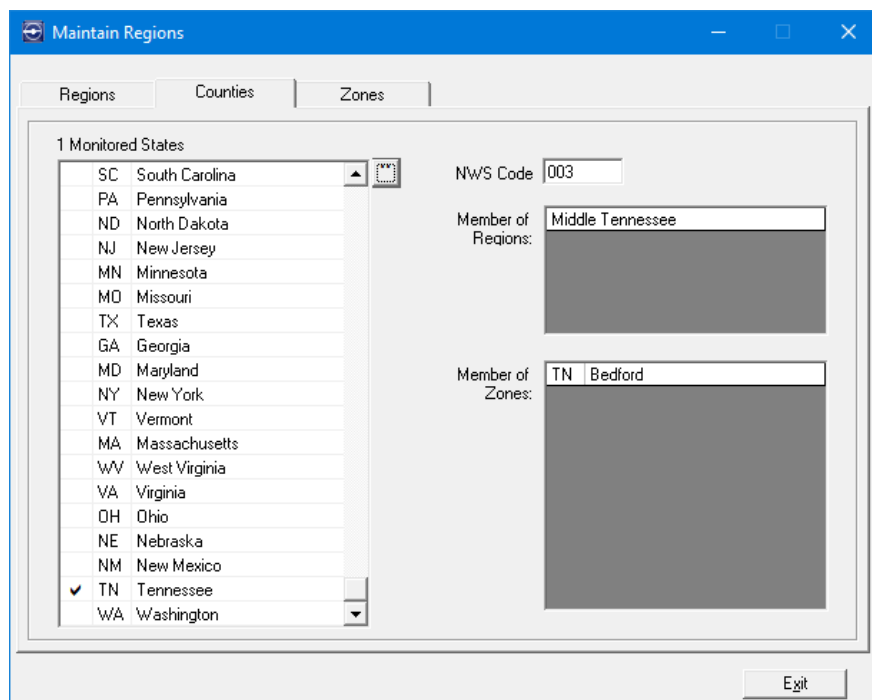 Maintain Regions
Regions
Counties
Zones
1 Monitored States
SC South Carolina
PA Pennsylvania
ND North Dakota
NJ New Jersey
MN Minnesota
MO Missouri
TX Texas
GA Georgia
MD Maryland
NY New York
VT Vermont
MA Massachusetts
WV West Virginia
VA Virginia
OH Ohio
NE Nebraska
NM New Mexico
TN Tennessee
WA Washington
NWS Code 003
Member of Regions:
Middle Tennessee
Member of Zones:
TN Bedford
Exit